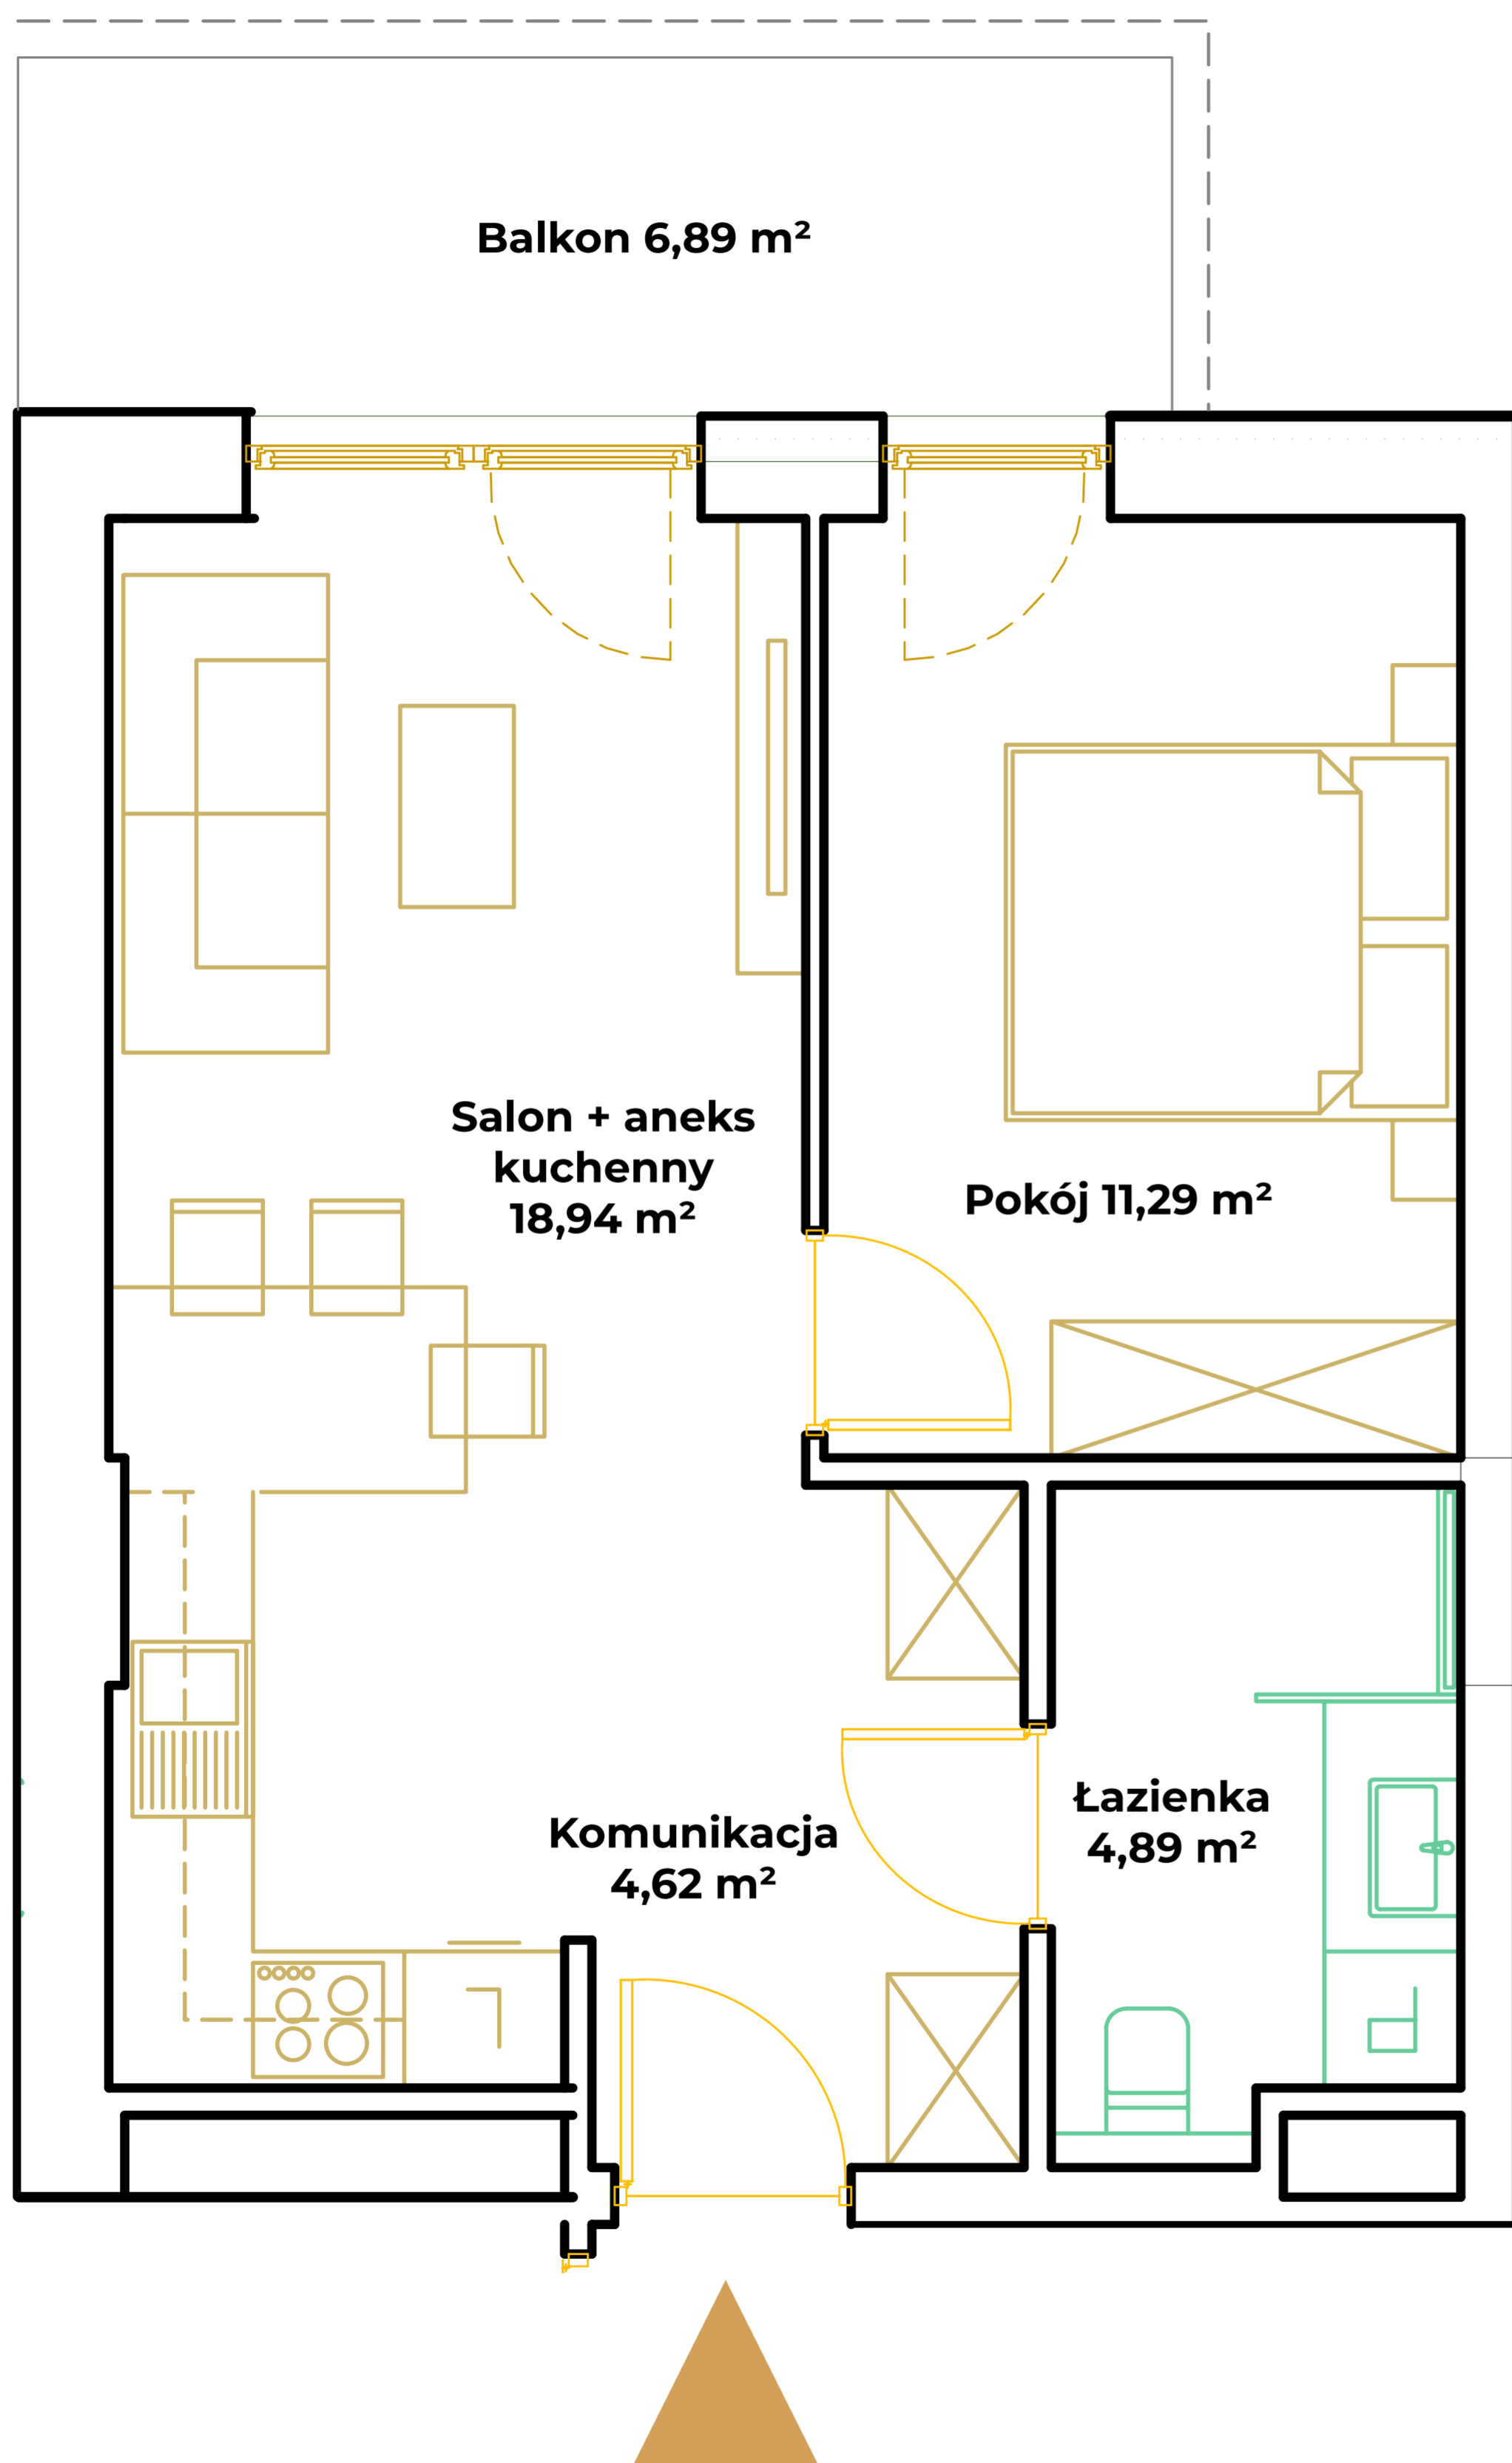 Balkon 6,89 m²
Salon + aneks
kuchenny
18,94 m²
Pokój 11,29 m²
Komunikacja
4,62 m²
Łazienka
4,89 m²